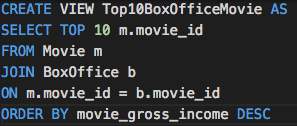 CREATE VIEW Top10BoxOfficeMovie AS
SELECT TOP 10 m.movie_id
FROM Movie m
JOIN BoxOffice b
ON m.movie_id = b.movie_id
ORDER BY movie_gross_income DESC